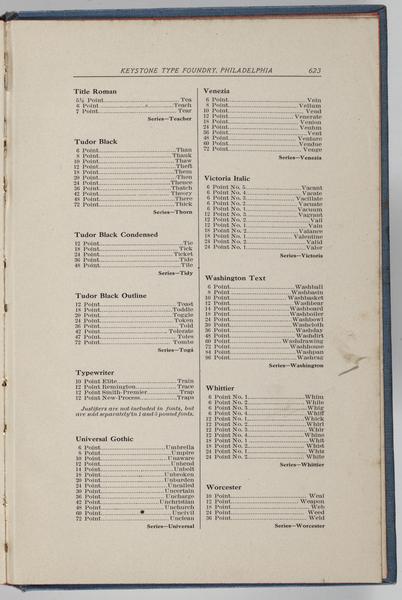 KEYSTONE TYPE FOUNDRY, PHILADELPHIA 623
Title Roman
5½ Point Tea
6 Point Teach
7 Point Tear
Series—Teacher
Tudor Black
6 Point Than
8 Point Thank
10 Point Thaw
12 Point Theft
18 Point Them
20 Point Then
24 Point Thence
36 Point Thatch
42 Point Theory
48 Point There
72 Point Thick
Series—Thorn
Tudor Black Condensed
12 Point Tie
18 Point Tick
24 Point Ticket
36 Point Tide
48 Point Tile
Series—Tidy
Tudor Black Outline
12 Point Toast
18 Point Toddle
20 Point Toggle
24 Point Token
36 Point Told
42 Point Tolerate
47 Point Toles
72 Point Tombs
Series—Toga
Typewriter
10 Point Elite Train
12 Point Remington Trace
12 Point Smith-Premier Trap
12 Point New-Process Traps
Justifiers are not included in fonts, but
are sold separately in 1 and 5 pound fonts.
Universal Gothic
6 Point Umbrella
8 Point Umpire
10 Point Unaware
12 Point Unbend
14 Point Unbolt
18 Point Unbroken
20 Point Unburden
24 Point Uncalled
30 Point Uncertain
36 Point Uncharge
42 Point Unchristian
48 Point Unchurch
60 Point Uncivil
72 Point Unclean
Series—Universal
Venezia
6 Point Vein
8 Point Vellum
10 Point Vend
12 Point Venerate
18 Point Venion
24 Point Venhm
36 Point Vent
48 Point Venture
60 Point Vendue
72 Point Venge
Series—Venezia
Victoria Italic
6 Point No. 5 Vacant
6 Point No. 4 Vacate
6 Point No. 3 Vacillate
6 Point No. 2 Vacuate
6 Point No. 1 Vacuum
12 Point No. 3 Vagrant
12 Point No. 2 Vail
12 Point No. 1 Vain
18 Point No. 2 Valance
18 Point No. 1 Valentine
24 Point No. 2 Valid
24 Point No. 1 Valor
Series—Victoria
Washington Text
6 Point Washball
8 Point Washbasin
10 Point Washbasket
12 Point Washbear
14 Point Washboard
18 Point Washboiler
24 Point Washbowl
30 Point Washcloth
36 Point Washday
48 Point Washdirt
60 Point Washdrawing
72 Point Washhouse
84 Point Washpan
96 Point Washrag
Series—Washington
Whittier
6 Point No. 1 Whim
6 Point No. 2 While
6 Point No. 3 Whig
6 Point No. 4 Whiff
12 Point No. 1 Whick
12 Point No. 2 Whirl
12 Point No. 3 Whir
12 Point No. 4 Whins
18 Point No. 1 Whit
18 Point No. 2 Whist
24 Point No. 1 Whiz
24 Point No. 2 White
Series—Whittier
Worcester
10 Point Weal
12 Point Weapon
18 Point Web
24 Point Weed
36 Point Weld
Series—Worcester